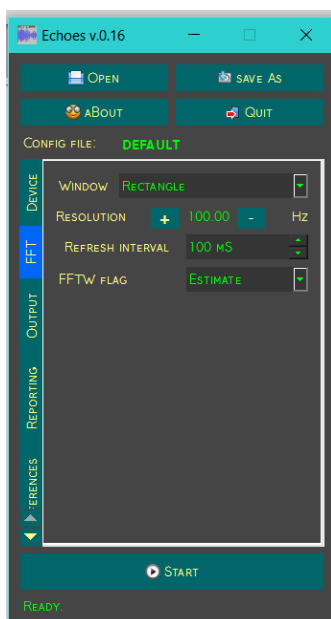 Echoes v.0.16
Open
save As
aBout
Quit
Config file: DEFAULT
Device
FFT
Output
Reporting
ferences
Window Rectangle
Resolution + 100.00 - Hz
Refresh interval 100 mS
FFTW flag Estimate
Start
Ready.